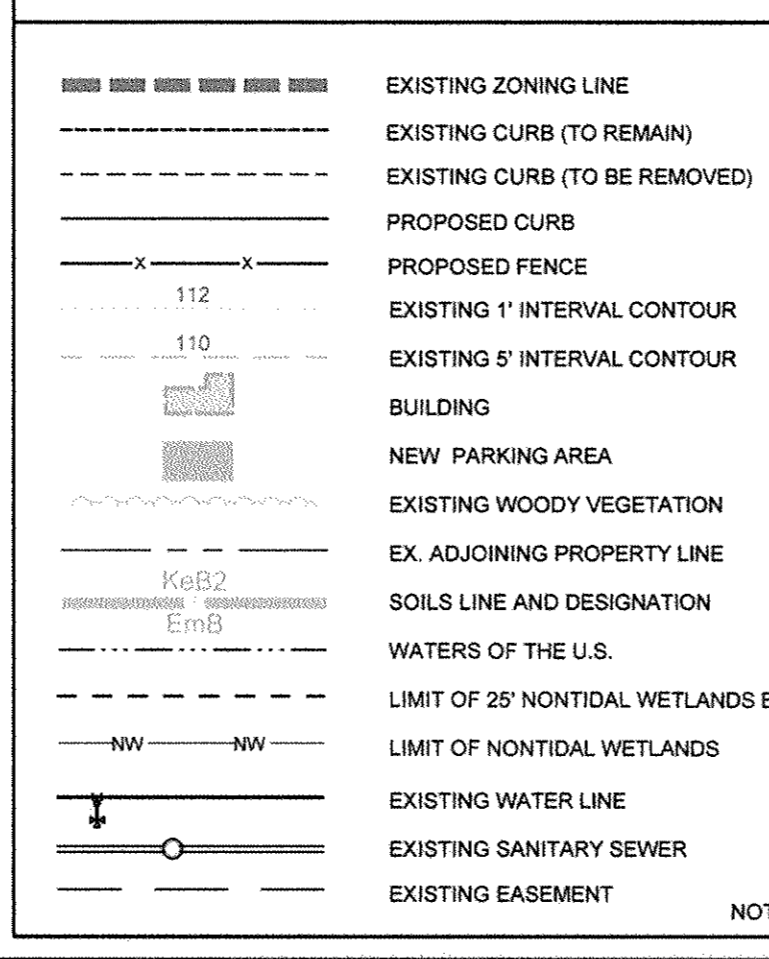 EXISTING ZONING LINE
EXISTING CURB (TO REMAIN)
EXISTING CURB (TO BE REMOVED)
PROPOSED CURB
X X PROPOSED FENCE
112
EXISTING 1' INTERVAL CONTOUR
110
EXISTING 5' INTERVAL CONTOUR
BUILDING
NEW PARKING AREA
EXISTING WOODY VEGETATION
EX. ADJOINING PROPERTY LINE
KeB2
SOILS LINE AND DESIGNATION
EmB
WATERS OF THE U.S.
LIMIT OF 25' NONTIDAL WETLANDS
NW NW LIMIT OF NONTIDAL WETLANDS
EXISTING WATER LINE
EXISTING SANITARY SEWER
EXISTING EASEMENT